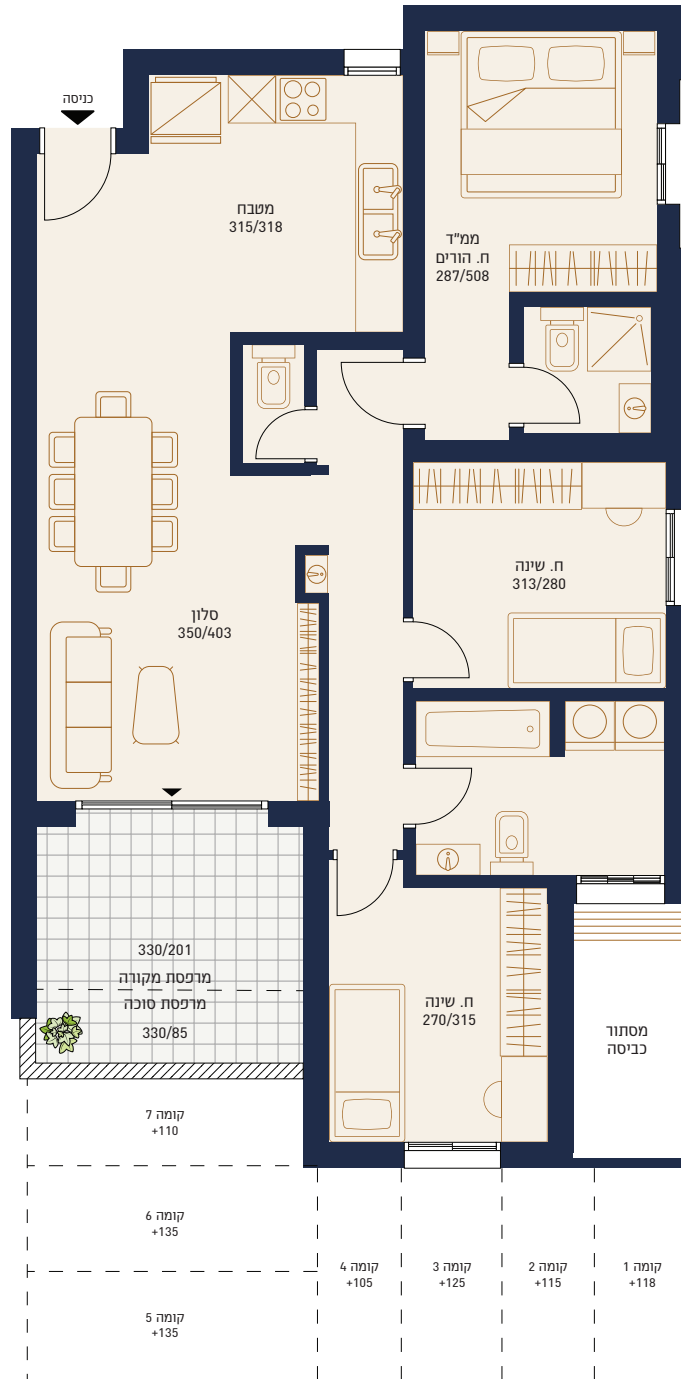 כניסה
מטבח
315/318
ממ"ד
ח. הורים
287/508
ח. שינה
313/280
סלון
350/403
330/201
מרפסת מקורה
מרפסת סוכה
330/85
ח. שינה
270/315
מסתור
כביסה
קומה 7
+110
קומה 6
+135
קומה 5
+135
קומה 4
+105
קומה 3
+125
קומה 2
+115
קומה 1
+118